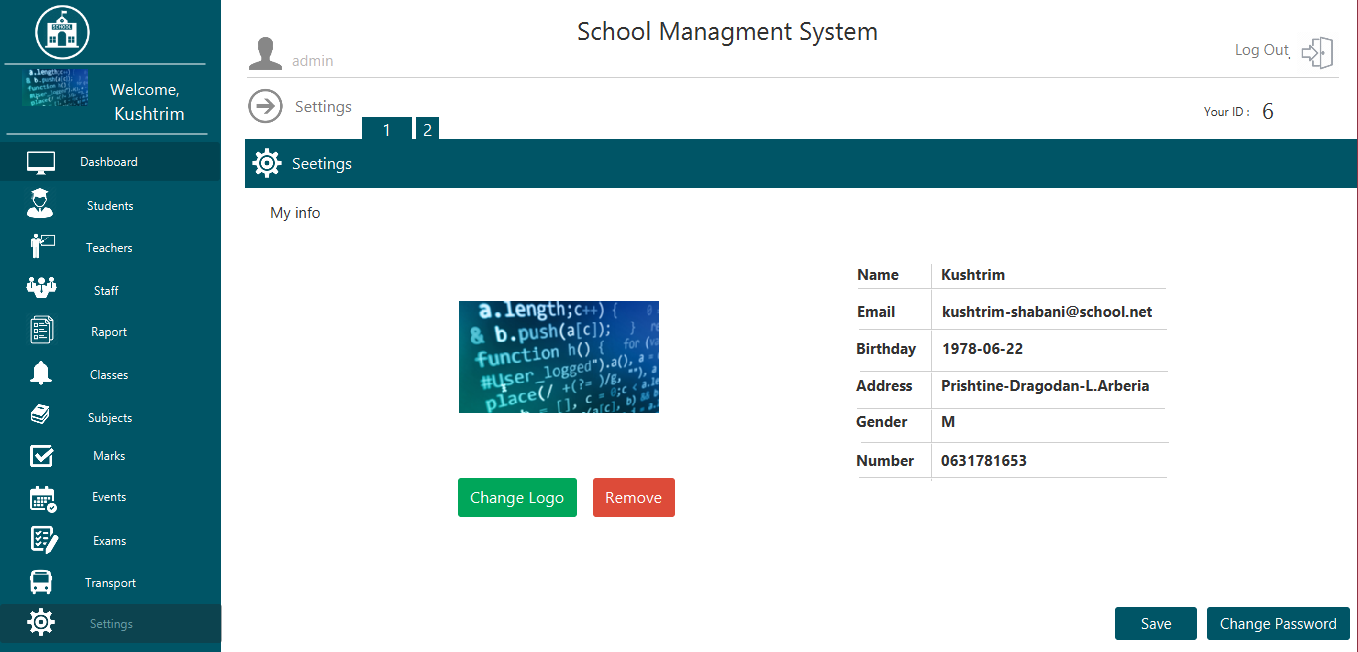 SCHOOL
School Managment System
admin
Log Out
Welcome,
Kushtrim
Settings
Your ID : 6
1 2
Seetings
Dashboard
Students
Teachers
Staff
Raport
Classes
Subjects
Marks
Events
Exams
Transport
Settings
My info
a.length;c++) {
& b.push(a[c]); }
function h() { for
#User_logged").a(),
place(/ +(?= )/g, ""),
Change Logo Remove
Name Kushtrim
Email kushtrim-shabani@school.net
Birthday 1978-06-22
Address Prishtine-Dragodan-L.Arberia
Gender M
Number 0631781653
Save Change Password